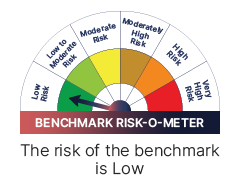 Low
Risk
Low to
Moderate
Risk
Moderate
Risk
Moderately
High
Risk
High
Risk
Very
High
Risk
BENCHMARK RISK-O-METER
The risk of the benchmark
is Low